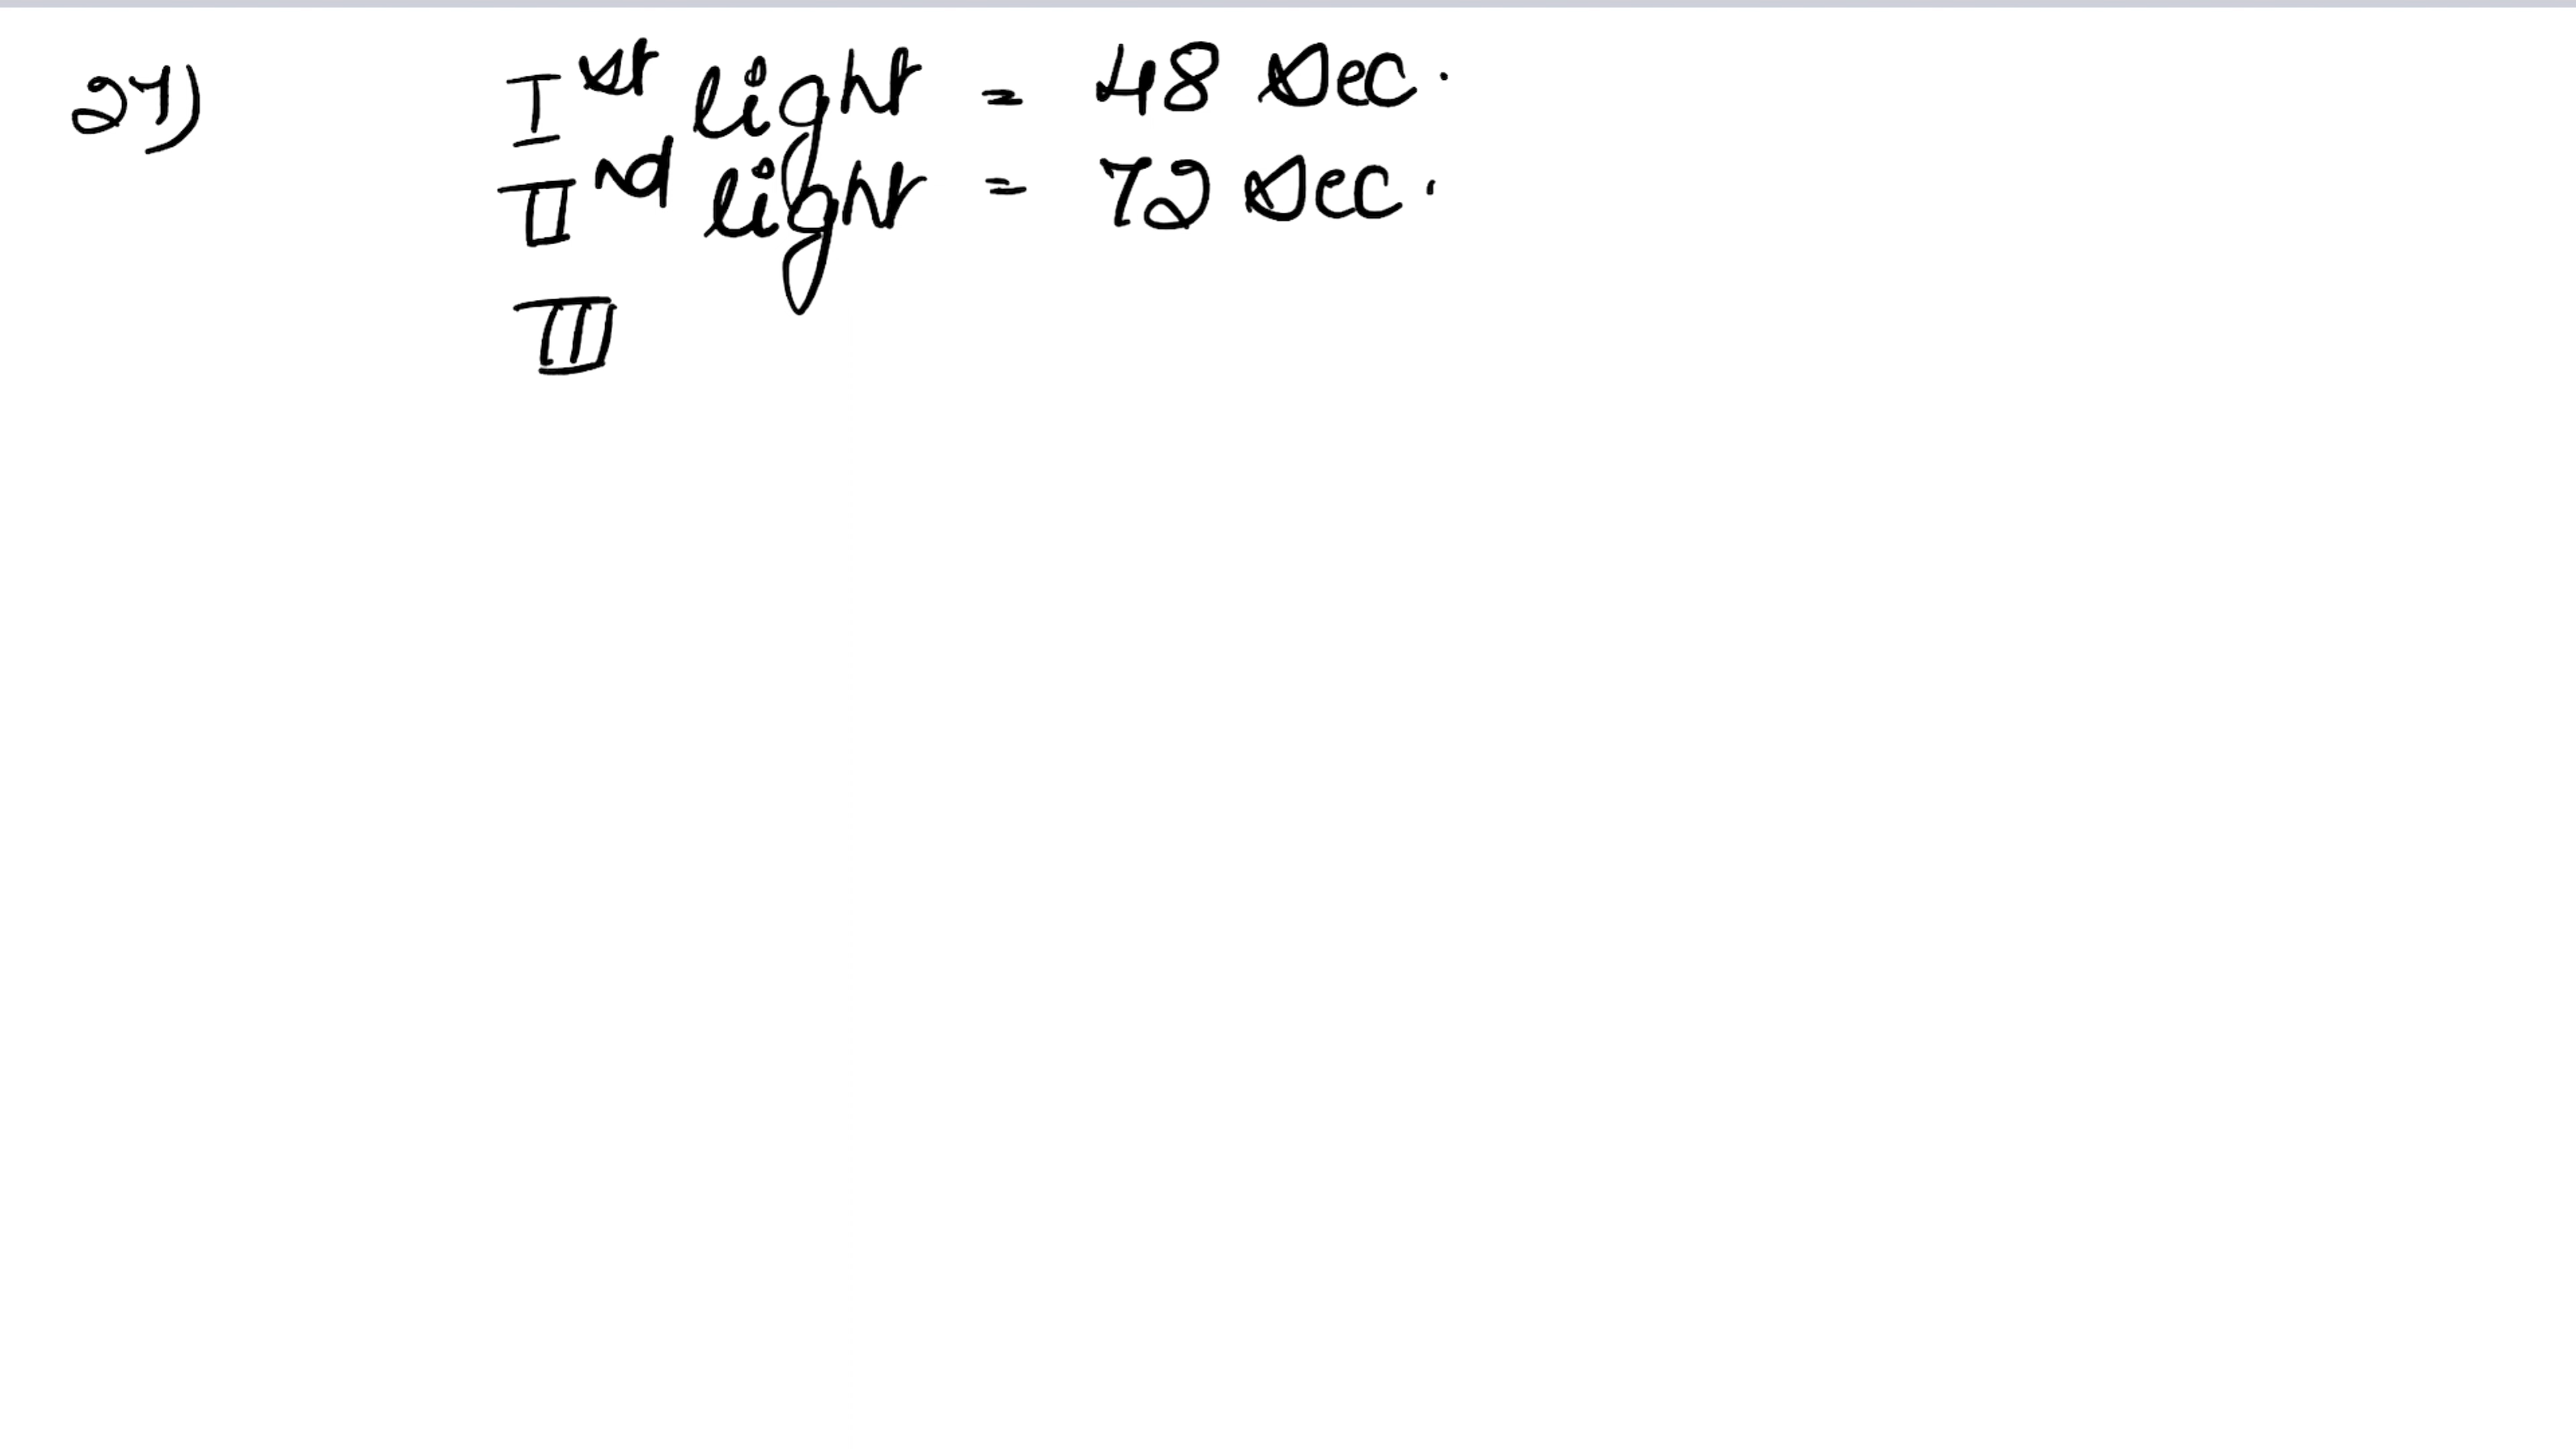 27) Ist light = 48 sec.
IInd light = 72 sec.
III